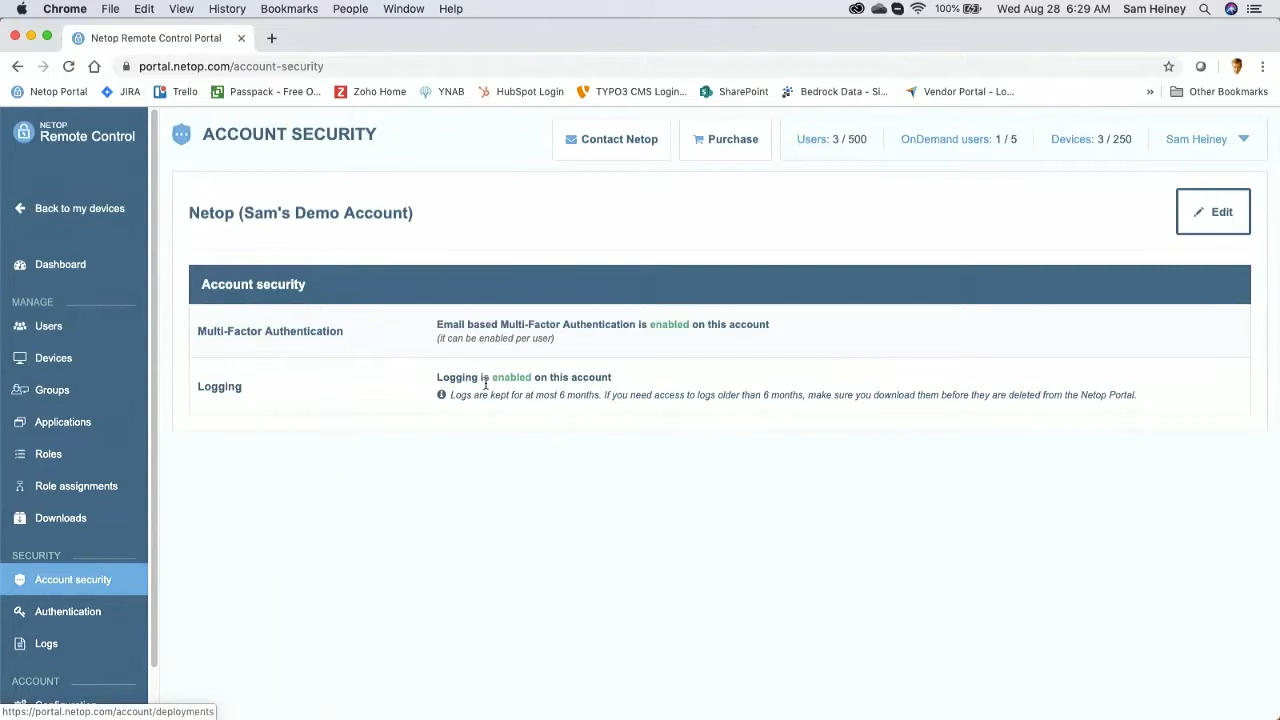 Chrome File Edit View History Bookmarks People Window Help 100% Wed Aug 28 6:29 AM Sam Heiney
Netop Remote Control Portal
portal.netop.com/account-security
Netop Portal JIRA Trello Passpack - Free O... Zoho Home YNAB HubSpot Login TYPO3 CMS Login... SharePoint Bedrock Data - Si... Vendor Portal - Lo... » Other Bookmarks
NETOP
Remote Control
ACCOUNT SECURITY
Contact Netop
Purchase
Users: 3 / 500
OnDemand users: 1 / 5
Devices: 3 / 250
Sam Heiney
Back to my devices
Dashboard
MANAGE
Users
Devices
Groups
Applications
Roles
Role assignments
Downloads
SECURITY
Account security
Authentication
Logs
ACCOUNT
Configuration
https://portal.netop.com/account/deployments
Netop (Sam's Demo Account)
Edit
Account security
Multi-Factor Authentication
Email based Multi-Factor Authentication is enabled on this account
(it can be enabled per user)
Logging
Logging is enabled on this account
Logs are kept for at most 6 months. If you need access to logs older than 6 months, make sure you download them before they are deleted from the Netop Portal.